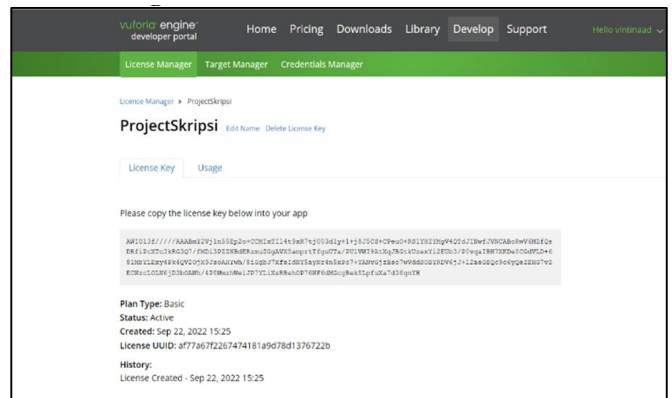 vuforia engine
developer portal
Home Pricing Downloads Library Develop Support Hello vintinaad
License Manager Target Manager Credentials Manager
License Manager > ProjectSkripsi
ProjectSkripsi Edit Name Delete License Key
License Key Usage
Please copy the license key below into your app
Plan Type: Basic
Status: Active
Created: Sep 22, 2022 15:25
License UUID: af77a67f2267474181a9d78d1376722b
History:
License Created - Sep 22, 2022 15:25